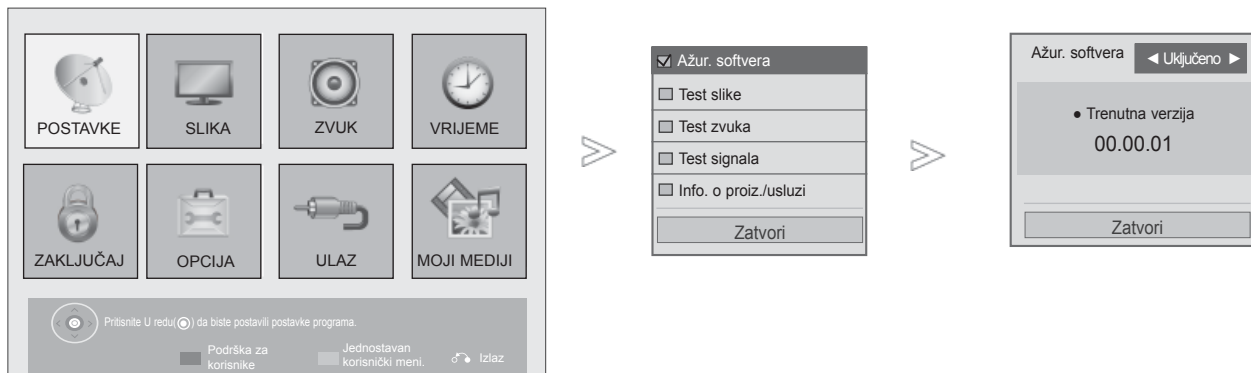 POSTAVKE
SLIKA
ZVUK
VRIJEME
ZAKLJUČAJ
OPCIJA
ULAZ
MOJI MEDIJI
Pritisnite U redu(◉) da biste postavili postavke programa.
Podrška za
korisnike
Jednostavan
korisnički meni.
Izlaz
Ažur. softvera
Test slike
Test zvuka
Test signala
Info. o proiz./usluzi
Zatvori
Ažur. softvera
◄ Uključeno ►
● Trenutna verzija
00.00.01
Zatvori